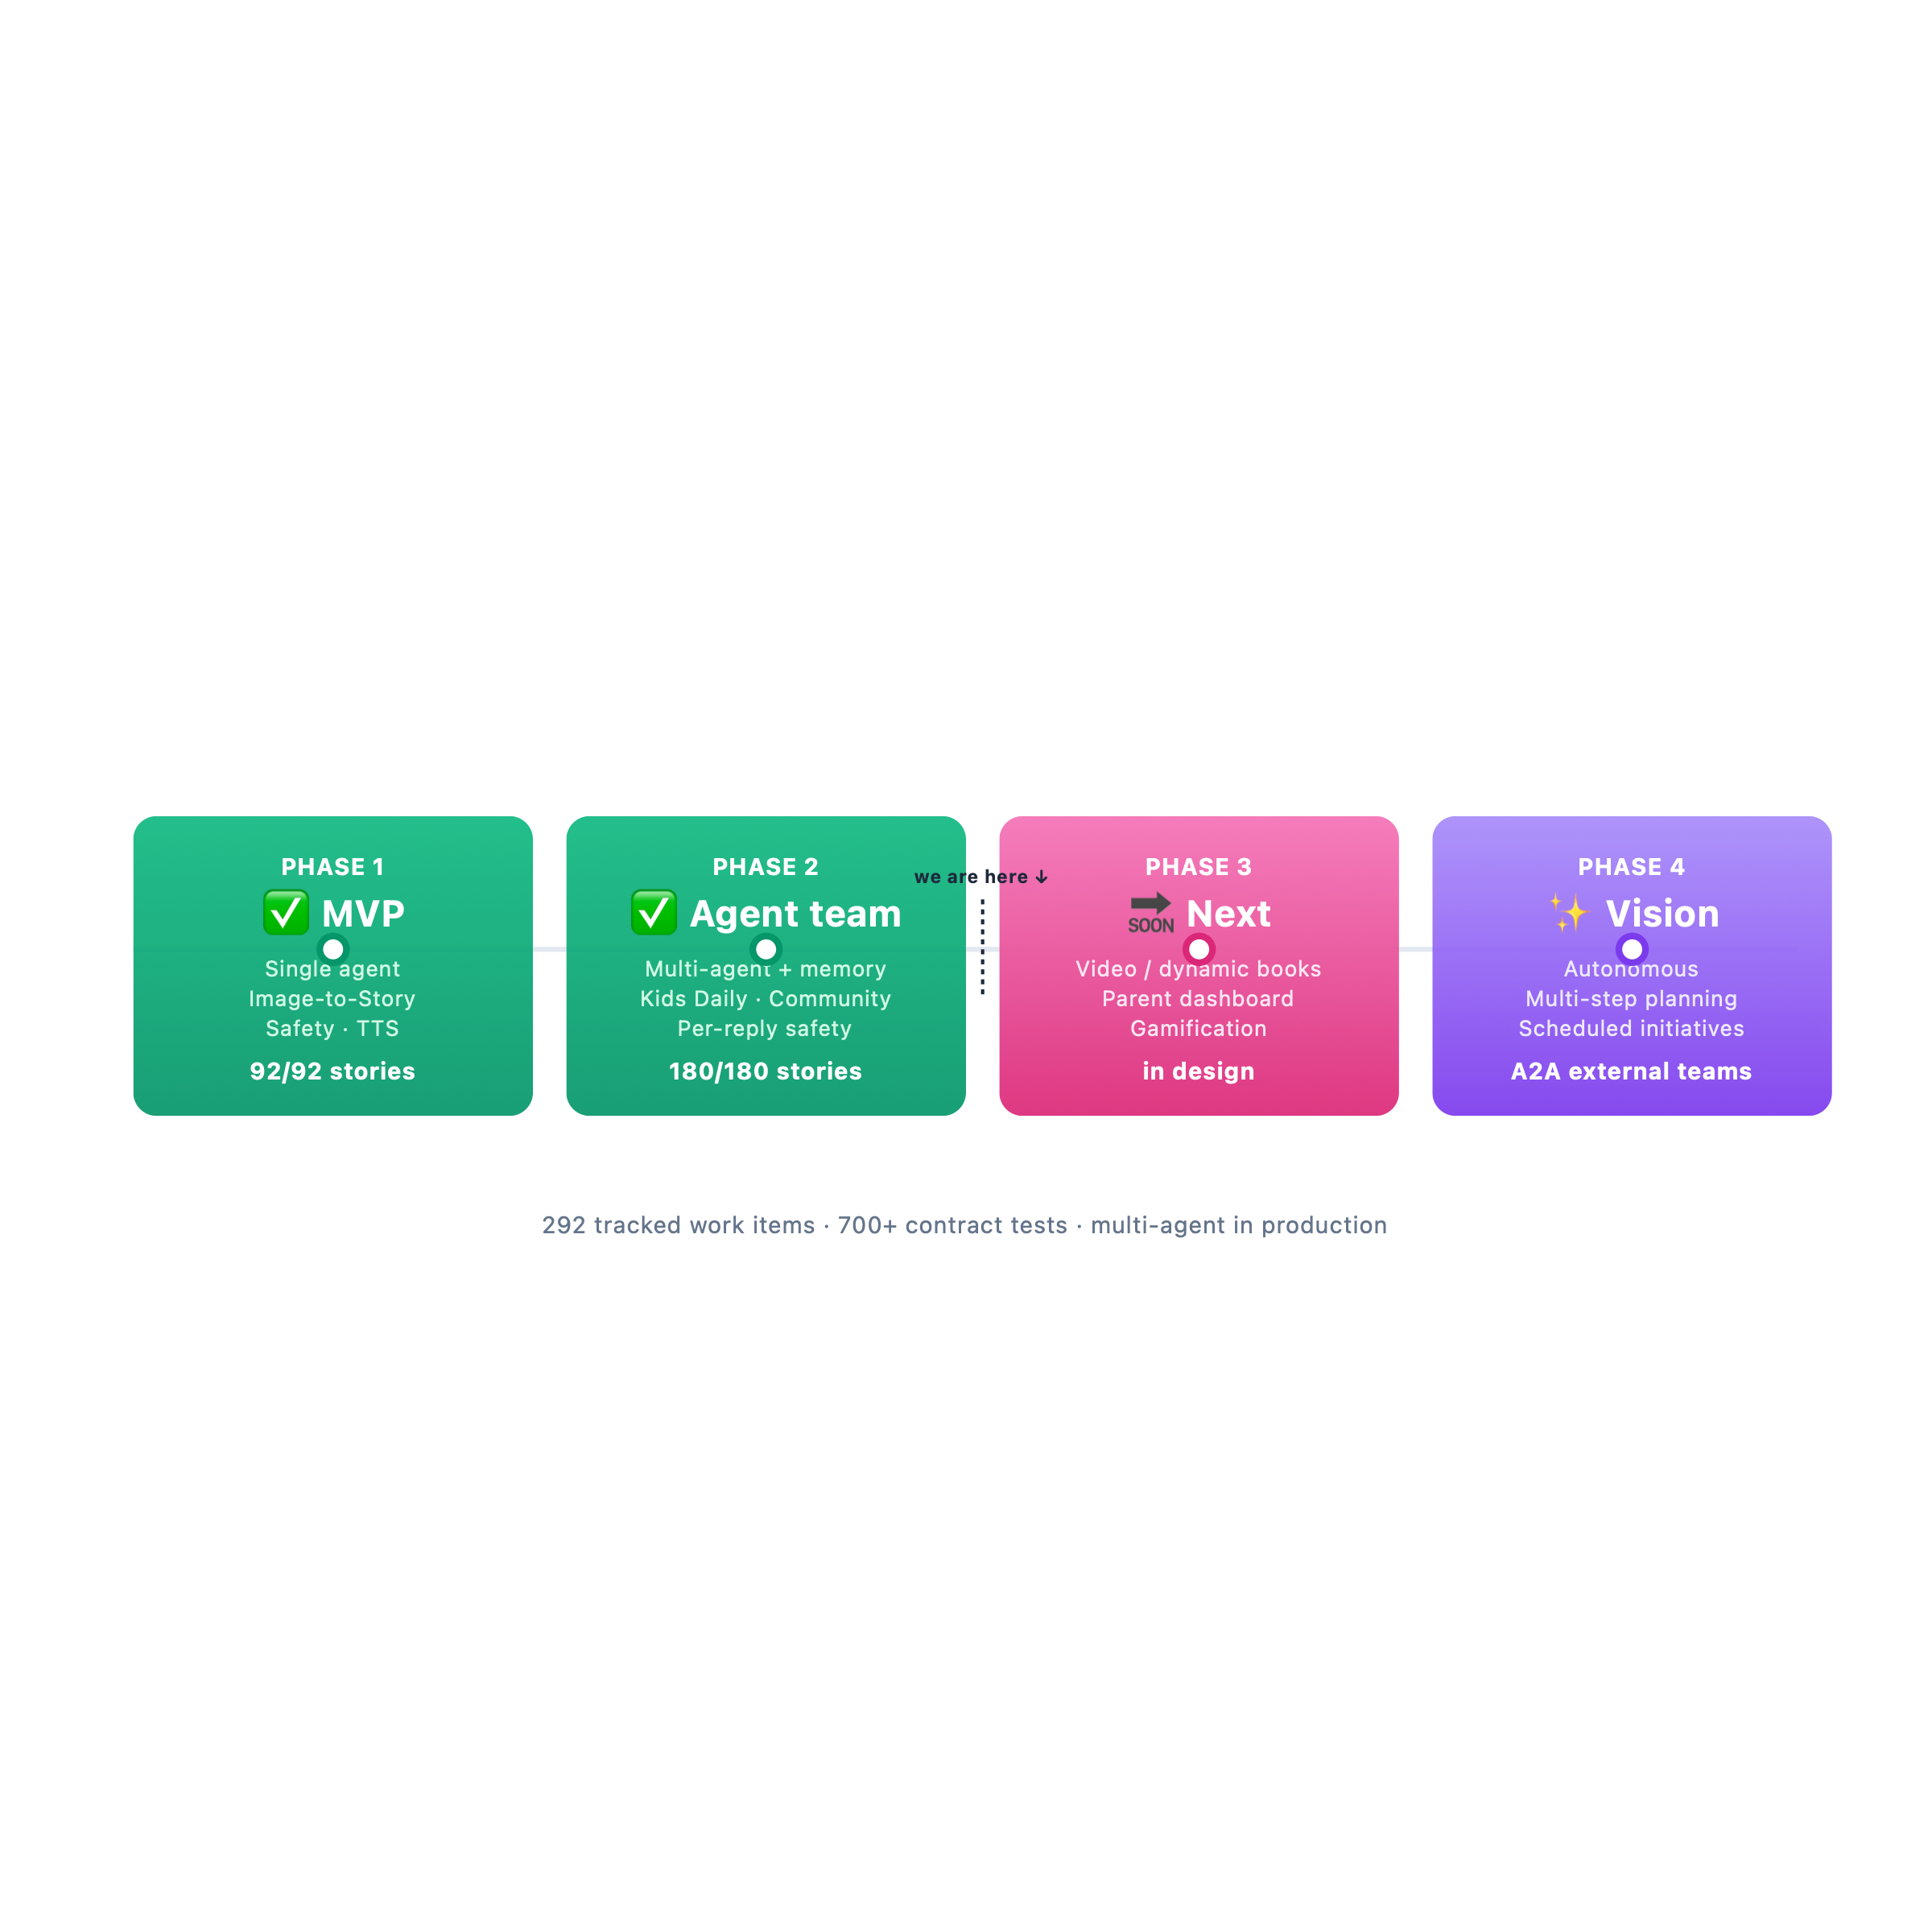 PHASE 1
✅ MVP
Single agent
Image-to-Story
Safety · TTS
92/92 stories
PHASE 2
✅ Agent team
Multi-agent + memory
Kids Daily · Community
Per-reply safety
180/180 stories
we are here ↓
PHASE 3
🔜 Next
Video / dynamic books
Parent dashboard
Gamification
in design
PHASE 4
✨ Vision
Autonomous
Multi-step planning
Scheduled initiatives
A2A external teams
292 tracked work items · 700+ contract tests · multi-agent in production